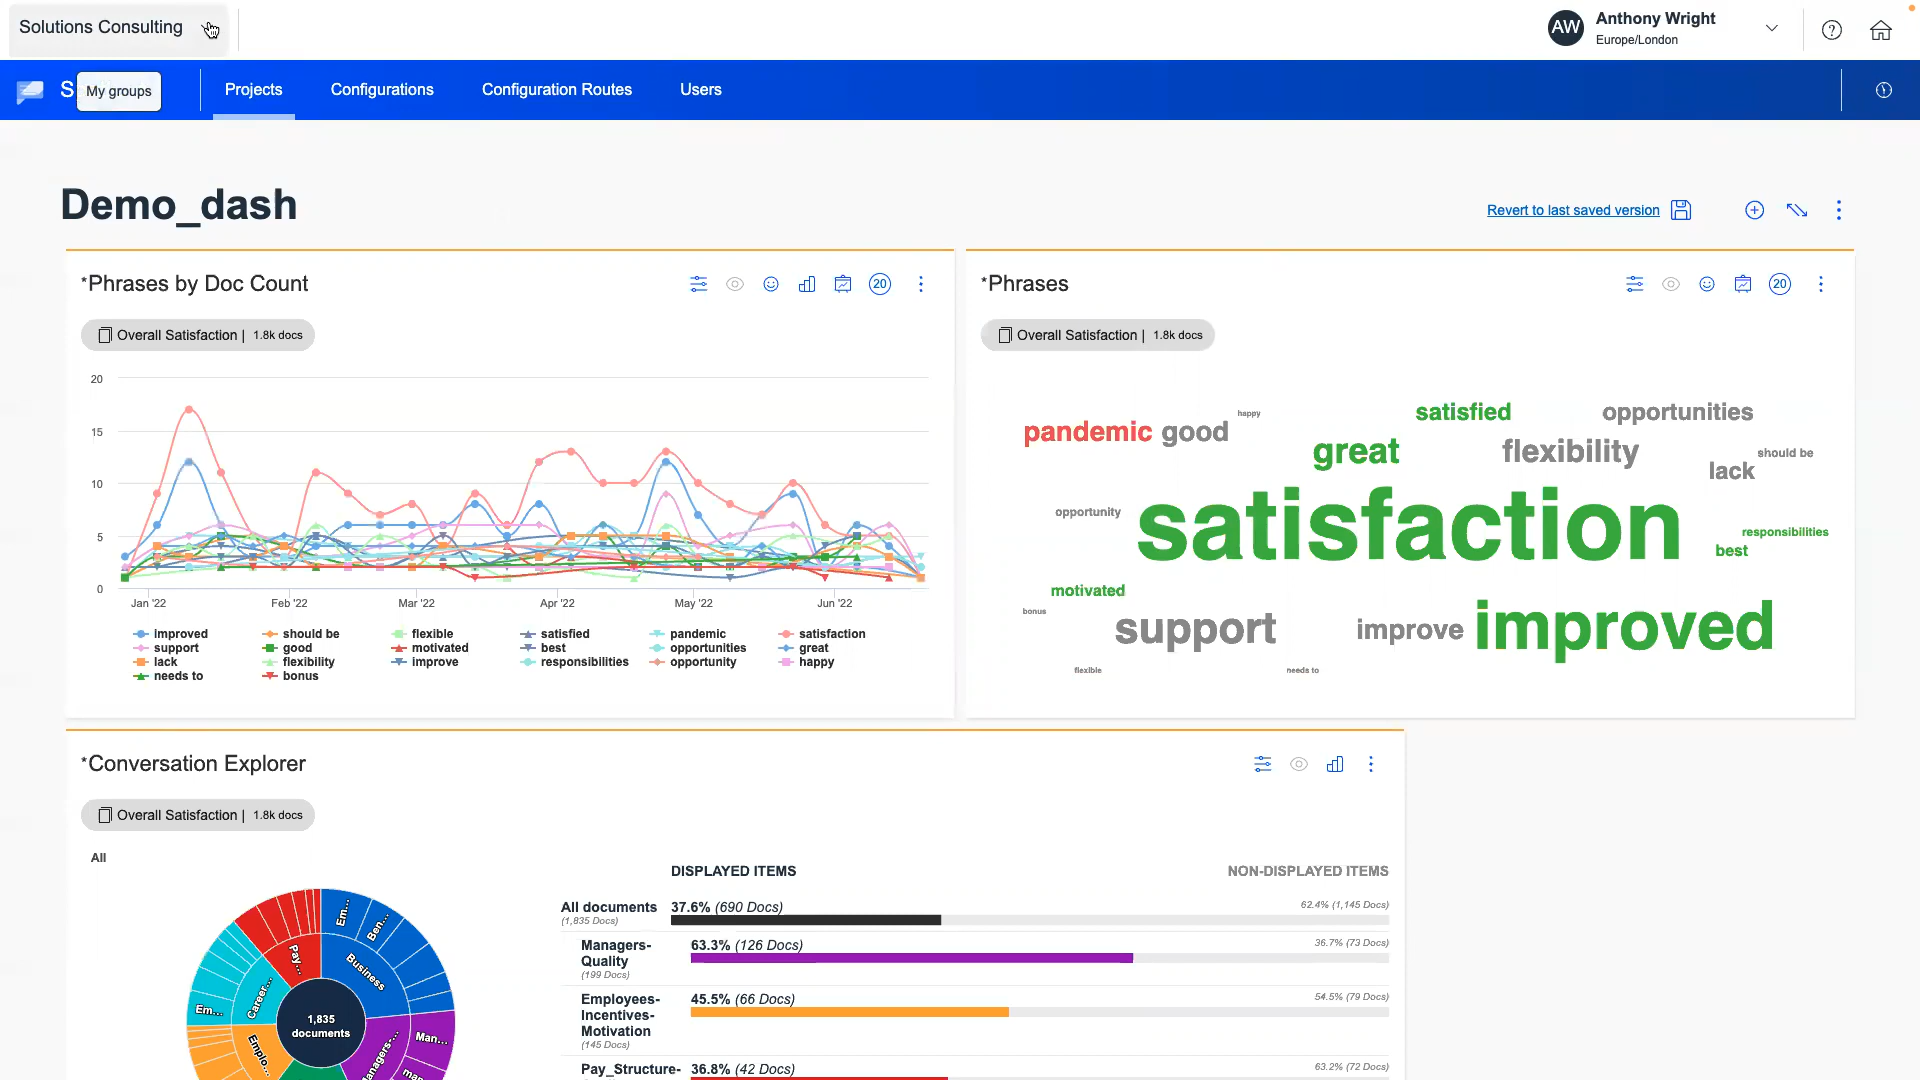 Solutions Consulting
AW
Anthony Wright
Europe/London
S
My groups
Projects
Configurations
Configuration Routes
Users
Demo_dash
Revert to last saved version
*Phrases by Doc Count
20
Overall Satisfaction | 1.8k docs
20
15
10
5
0
Jan '22
Feb '22
Mar '22
Apr '22
May '22
Jun '22
improved
should be
flexible
satisfied
pandemic
satisfaction
support
good
motivated
best
opportunities
great
lack
flexibility
improve
responsibilities
opportunity
happy
needs to
bonus
*Phrases
20
Overall Satisfaction | 1.8k docs
happy
satisfied
opportunities
pandemic
good
great
flexibility
should be
lack
opportunity
satisfaction
responsibilities
best
motivated
bonus
support
improve
improved
flexible
needs to
*Conversation Explorer
Overall Satisfaction | 1.8k docs
All
DISPLAYED ITEMS
NON-DISPLAYED ITEMS
All documents
(1,835 Docs)
37.6% (690 Docs)
62.4% (1,145 Docs)
Managers-
Quality
(199 Docs)
63.3% (126 Docs)
36.7% (73 Docs)
Employees-
Incentives-
Motivation
(145 Docs)
45.5% (66 Docs)
54.5% (79 Docs)
Pay_Structure-
36.8% (42 Docs)
63.2% (72 Docs)
Em...
Ben...
Pay...
Business
Career...
Em...
1,835
documents
Man...
Emplo...
anagers-...
man...